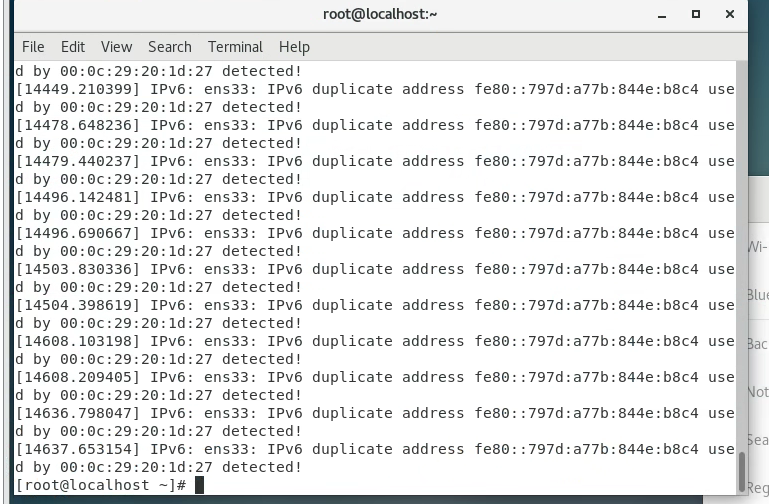 root@localhost:~
File Edit View Search Terminal Help
d by 00:0c:29:20:1d:27 detected!
[14449.210399] IPv6: ens33: IPv6 duplicate address fe80::797d:a77b:844e:b8c4 use
d by 00:0c:29:20:1d:27 detected!
[14478.648236] IPv6: ens33: IPv6 duplicate address fe80::797d:a77b:844e:b8c4 use
d by 00:0c:29:20:1d:27 detected!
[14479.440237] IPv6: ens33: IPv6 duplicate address fe80::797d:a77b:844e:b8c4 use
d by 00:0c:29:20:1d:27 detected!
[14496.142481] IPv6: ens33: IPv6 duplicate address fe80::797d:a77b:844e:b8c4 use
d by 00:0c:29:20:1d:27 detected!
[14496.690667] IPv6: ens33: IPv6 duplicate address fe80::797d:a77b:844e:b8c4 use
d by 00:0c:29:20:1d:27 detected!
[14503.830336] IPv6: ens33: IPv6 duplicate address fe80::797d:a77b:844e:b8c4 use
d by 00:0c:29:20:1d:27 detected!
[14504.398619] IPv6: ens33: IPv6 duplicate address fe80::797d:a77b:844e:b8c4 use
d by 00:0c:29:20:1d:27 detected!
[14608.103198] IPv6: ens33: IPv6 duplicate address fe80::797d:a77b:844e:b8c4 use
d by 00:0c:29:20:1d:27 detected!
[14608.209405] IPv6: ens33: IPv6 duplicate address fe80::797d:a77b:844e:b8c4 use
d by 00:0c:29:20:1d:27 detected!
[14636.798047] IPv6: ens33: IPv6 duplicate address fe80::797d:a77b:844e:b8c4 use
d by 00:0c:29:20:1d:27 detected!
[14637.653154] IPv6: ens33: IPv6 duplicate address fe80::797d:a77b:844e:b8c4 use
d by 00:0c:29:20:1d:27 detected!
[root@localhost ~]#
Wi-
Blue
Bac
Not
Sea
Reg